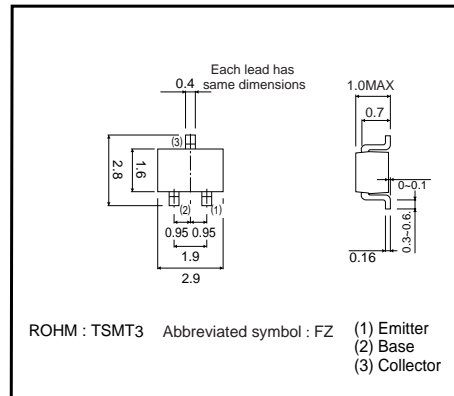 Each lead has
same dimensions
0.4
1.0MAX
0.7
(3)
2.8
1.6
0~0.1
(2)
(1)
0.95 0.95
0.3~0.6
0.16
1.9
2.9
ROHM : TSMT3 Abbreviated symbol : FZ
(1) Emitter
(2) Base
(3) Collector